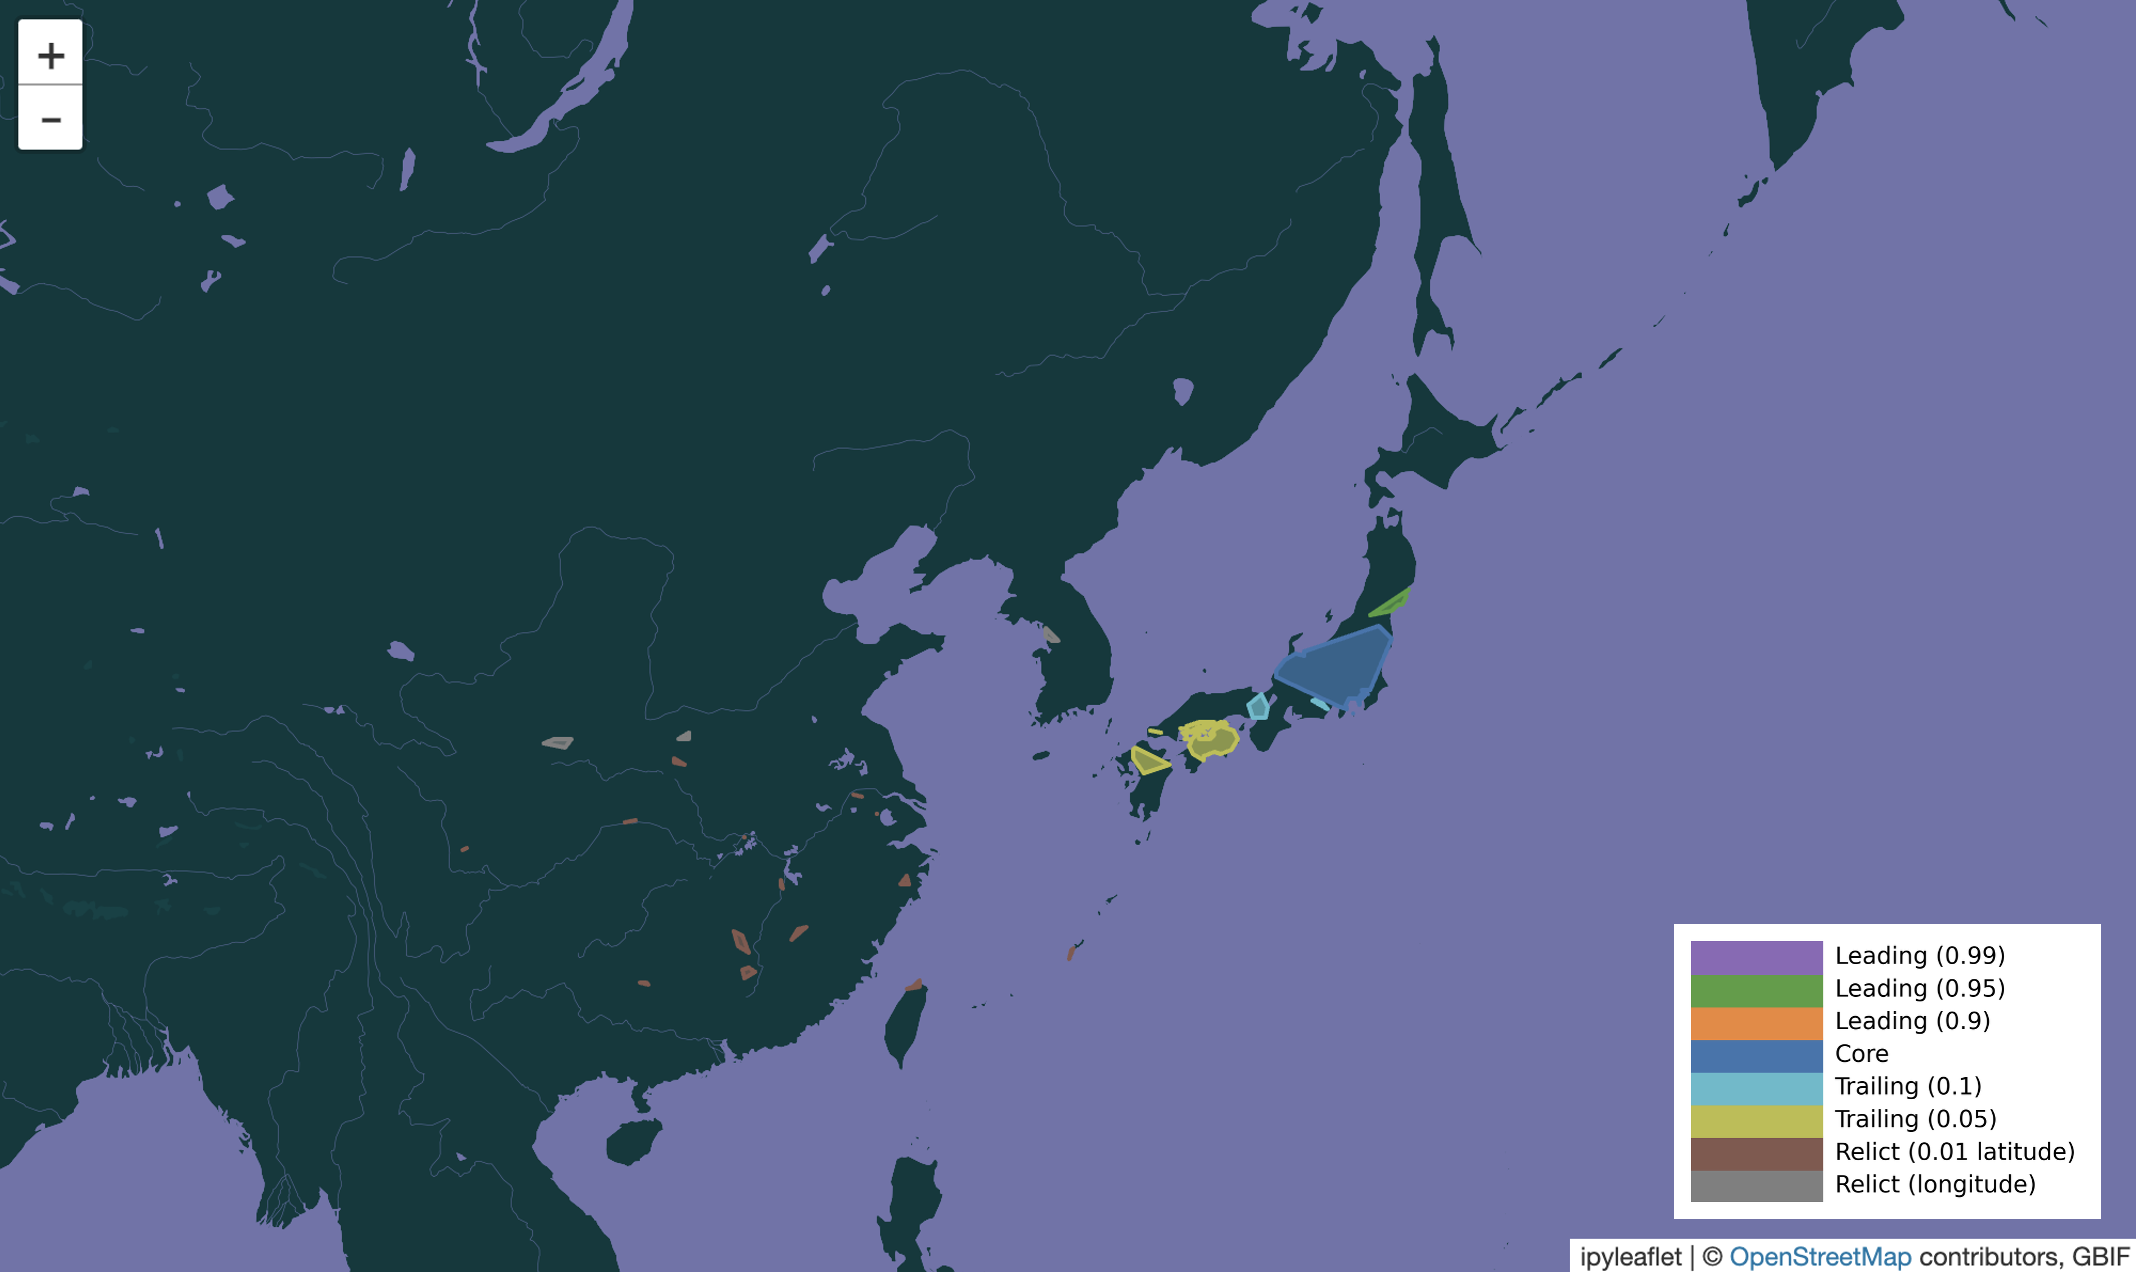 +
−
Leading (0.99)
Leading (0.95)
Leading (0.9)
Core
Trailing (0.1)
Trailing (0.05)
Relict (0.01 latitude)
Relict (longitude)
ipyleaflet | © OpenStreetMap contributors, GBIF